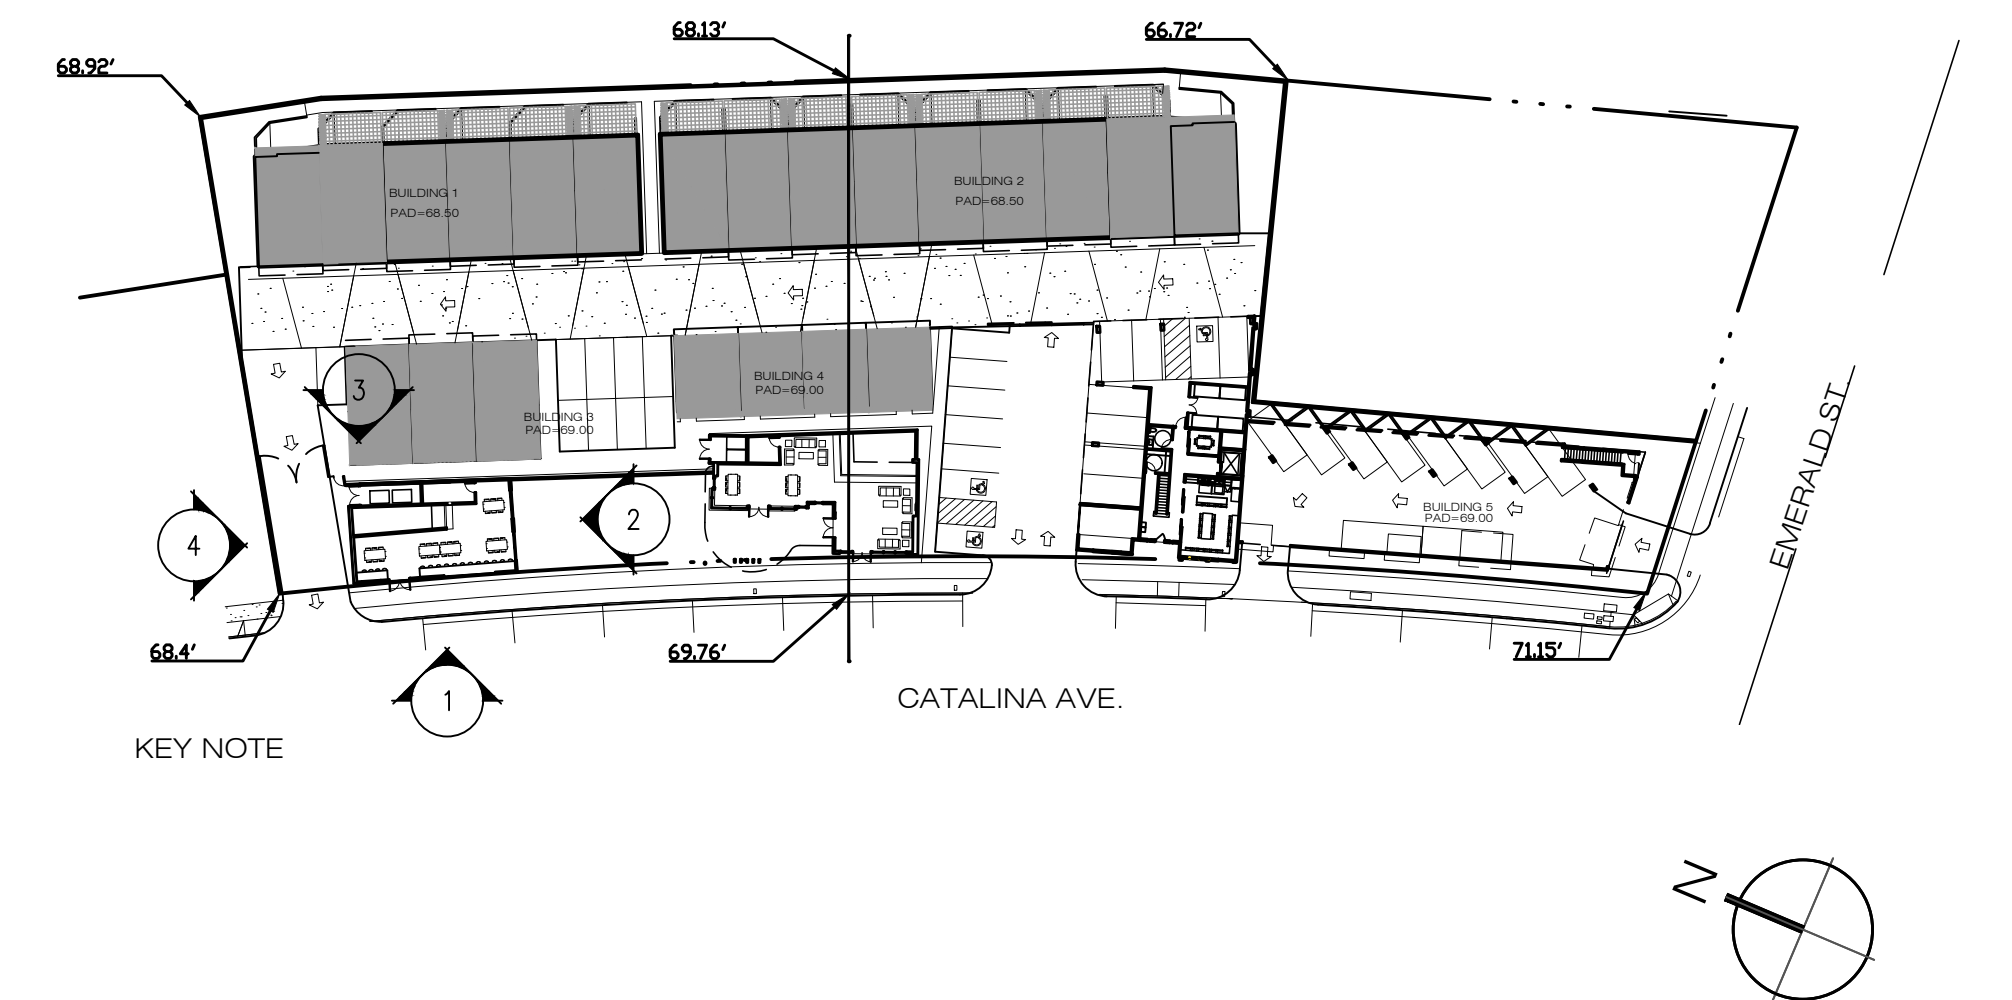 68.13'
66.72'
68.92'
BUILDING 1
PAD=68.50
BUILDING 2
PAD=68.50
3
BUILDING 3
PAD=69.00
BUILDING 4
PAD=69.00
2
4
BUILDING 5
PAD=69.00
EMERALD ST.
68.4'
69.76'
71.15'
1
CATALINA AVE.
KEY NOTE
N